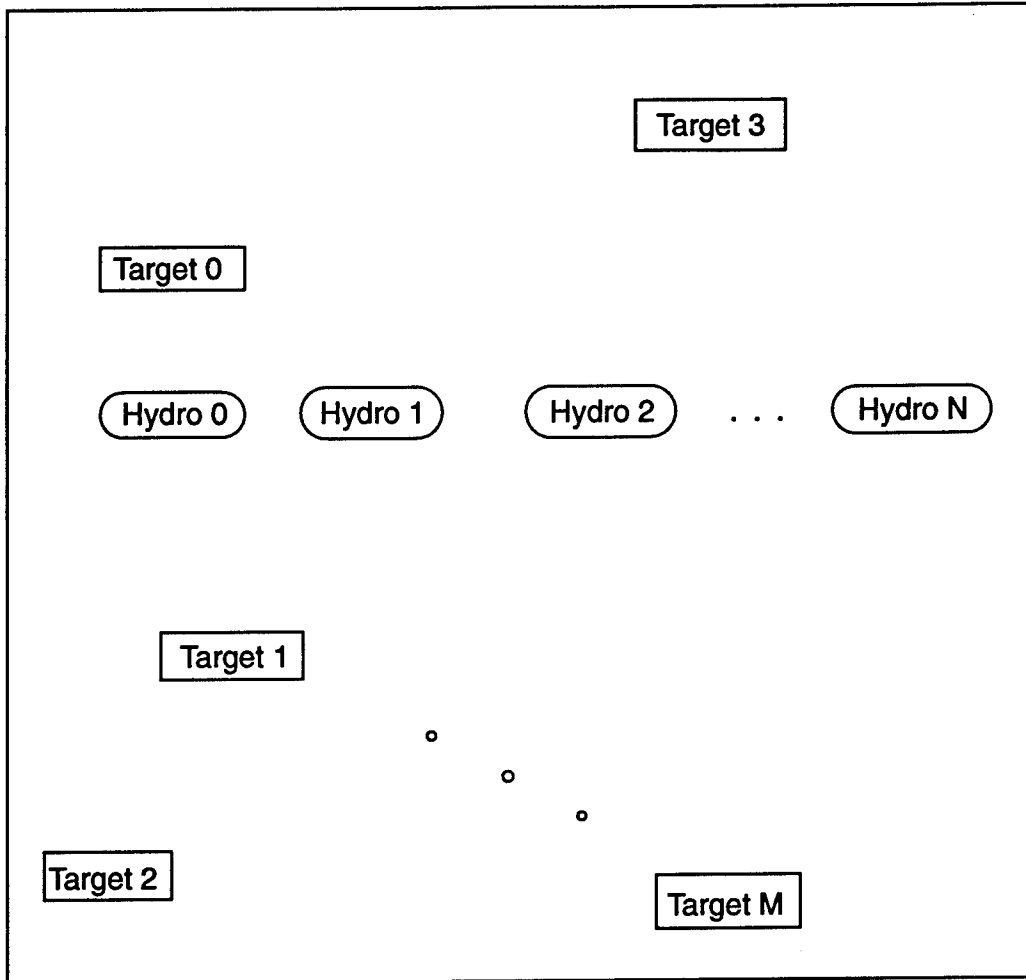 Target 3
Target 0
Hydro 0 Hydro 1 Hydro 2 . . . Hydro N
Target 1
Target 2
Target M